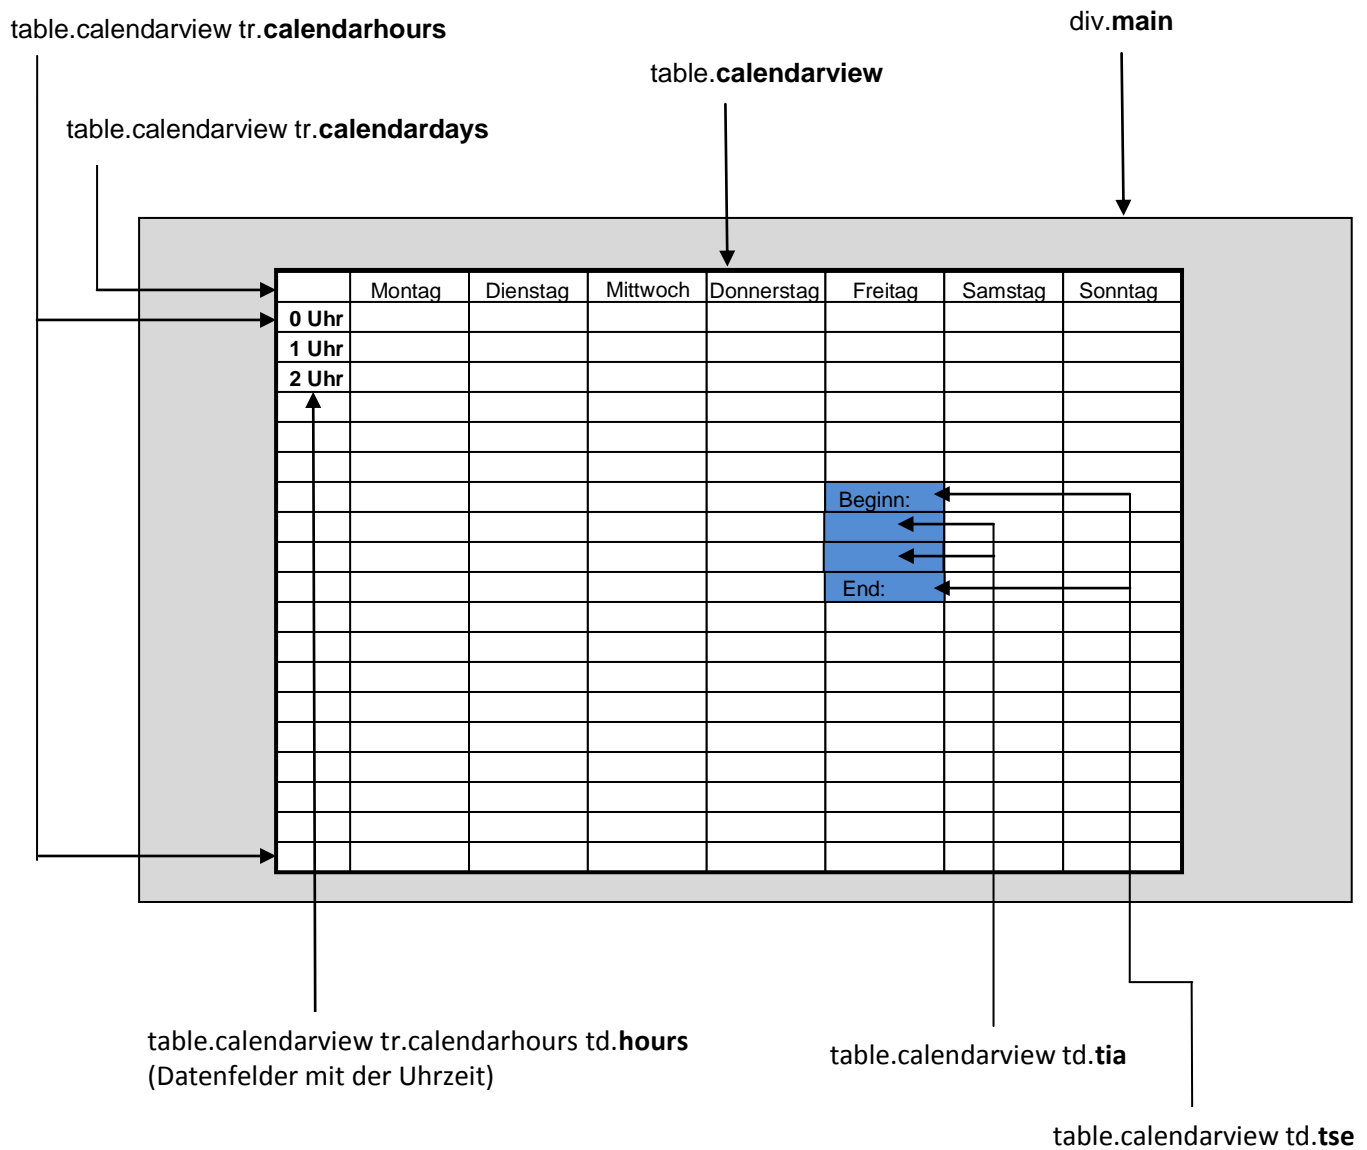 table.calendarview tr.calendarhours
div.main
table.calendarview
table.calendarview tr.calendardays
Montag Dienstag Mittwoch Donnerstag Freitag Samstag Sonntag
0 Uhr
1 Uhr
2 Uhr
Beginn:
End:
table.calendarview tr.calendarhours td.hours
(Datenfelder mit der Uhrzeit)
table.calendarview td.tia
table.calendarview td.tse